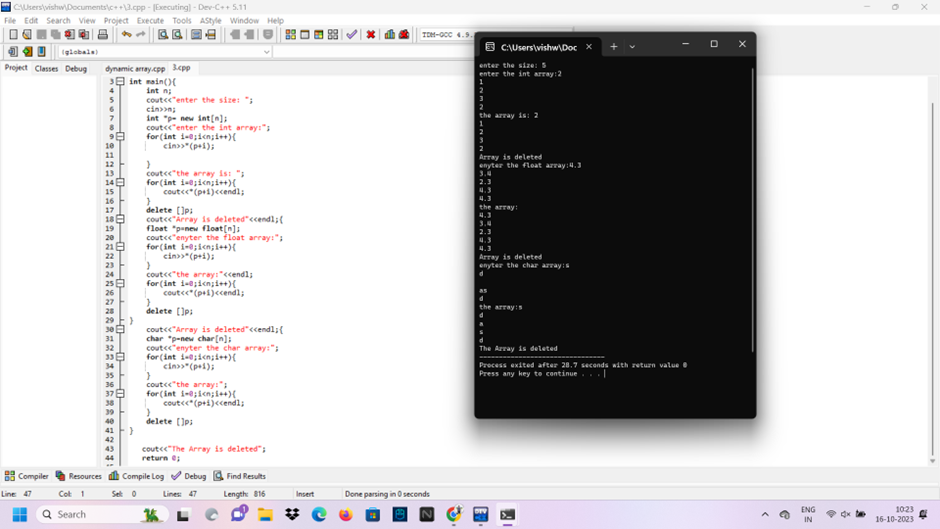 C:\Users\vishw\Documents\c++\3.cpp - [Executing] - Dev-C++ 5.11
File Edit Search View Project Execute Tools AStyle Window Help
TDM-GCC 4.9.
(globals)
Project Classes Debug
dynamic array.cpp 3.cpp
3 int main(){
4 int n;
5 cout<<"enter the size: ";
6 cin>>n;
7 int *p= new int[n];
8 cout<<"enter the int array:";
9 for(int i=0;i<n;i++){
10 cin>>*(p+i);
11
12 }
13 cout<<"the array is: ";
14 for(int i=0;i<n;i++){
15 cout<<*(p+i)<<endl;
16 }
17 delete []p;
18 cout<<"Array is deleted"<<endl;{
19 float *p=new float[n];
20 cout<<"enyter the float array:";
21 for(int i=0;i<n;i++){
22 cin>>*(p+i);
23 }
24 cout<<"the array:"<<endl;
25 for(int i=0;i<n;i++){
26 cout<<*(p+i)<<endl;
27 }
28 delete []p;
29 }
30 cout<<"Array is deleted"<<endl;{
31 char *p=new char[n];
32 cout<<"enyter the char array:";
33 for(int i=0;i<n;i++){
34 cin>>*(p+i);
35 }
36 cout<<"the array:";
37 for(int i=0;i<n;i++){
38 cout<<*(p+i)<<endl;
39 }
40 delete []p;
41 }
42
43 cout<<"The Array is deleted";
44 return 0;
C:\Users\vishw\Doc
enter the size: 5
enter the int array:2
1
2
3
2
the array is: 2
1
2
3
2
Array is deleted
enyter the float array:4.3
3.4
2.3
4.3
4.3
the array:
4.3
3.4
2.3
4.3
4.3
Array is deleted
enyter the char array:s
d
as
d
the array:s
d
a
s
d
The Array is deleted
--------------------------------
Process exited after 28.7 seconds with return value 0
Press any key to continue . . .
Compiler Resources Compile Log Debug Find Results
Line: 47 Col: 1 Sel: 0 Lines: 47 Length: 816 Insert Done parsing in 0 seconds
Search
ENG
IN
10:23
16-10-2023